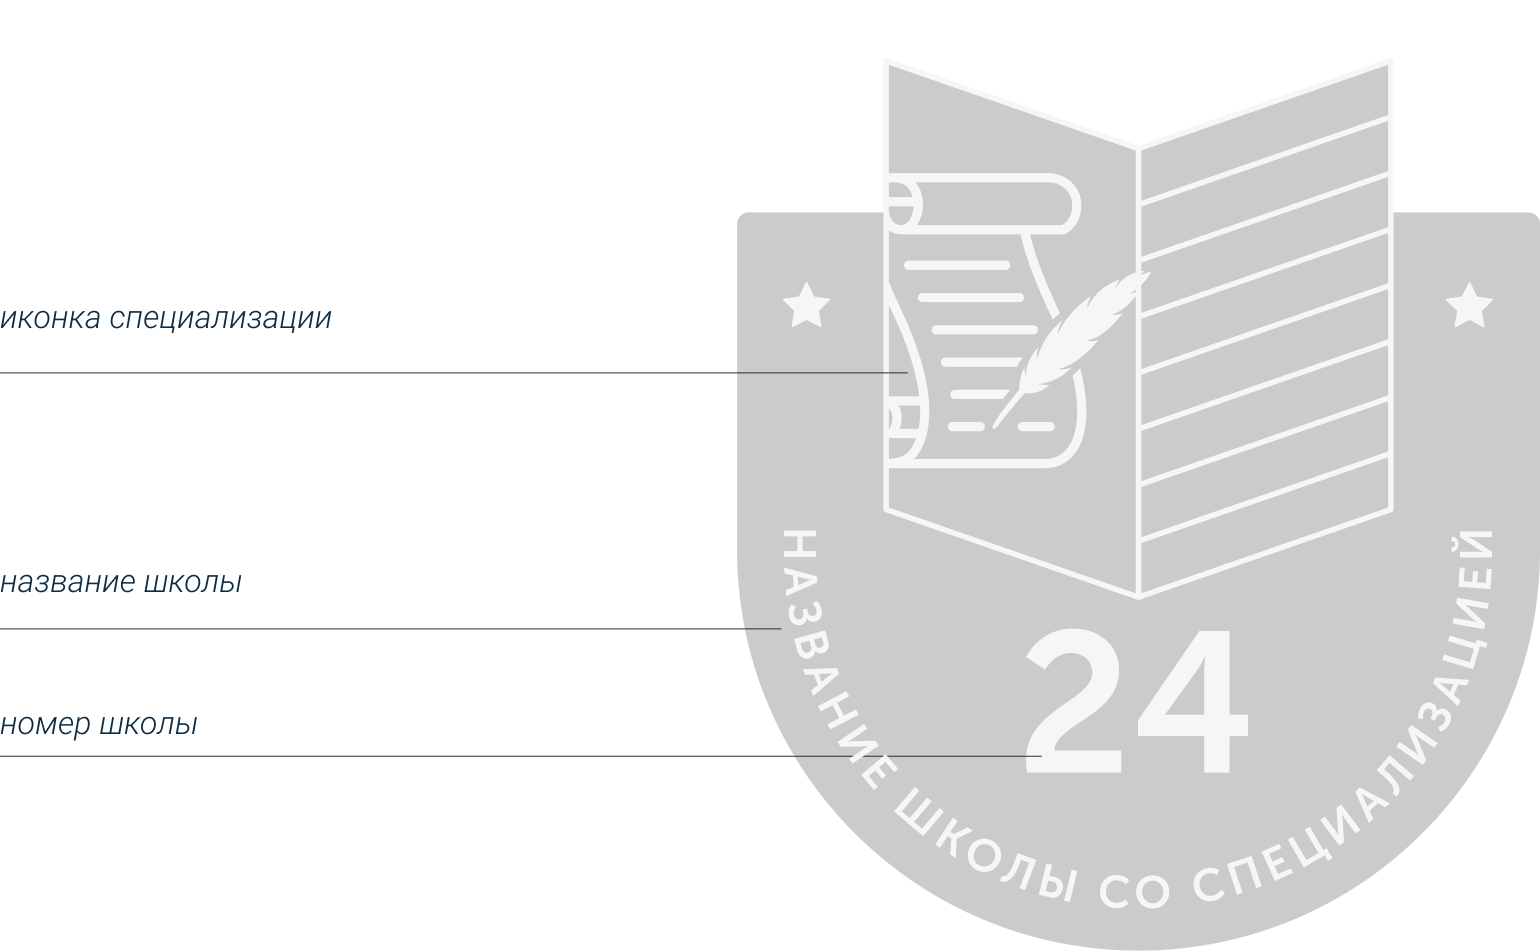 иконка специализации
название школы
номер школы
24
НАЗВАНИЕ ШКОЛЫ СО СПЕЦИАЛИЗАЦИЕЙ